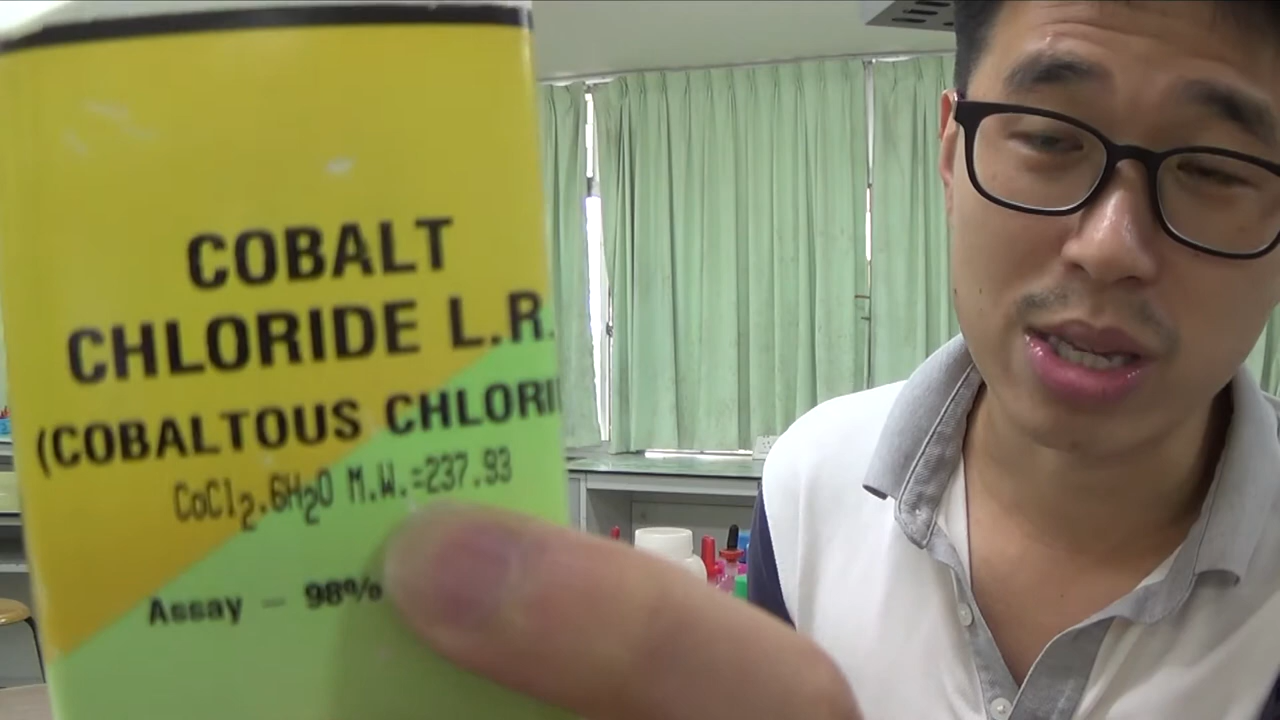 COBALT
CHLORIDE L.R.
(COBALTOUS CHLORI
CoCl₂.6H₂O M.W.=237.93
Assay – 98%